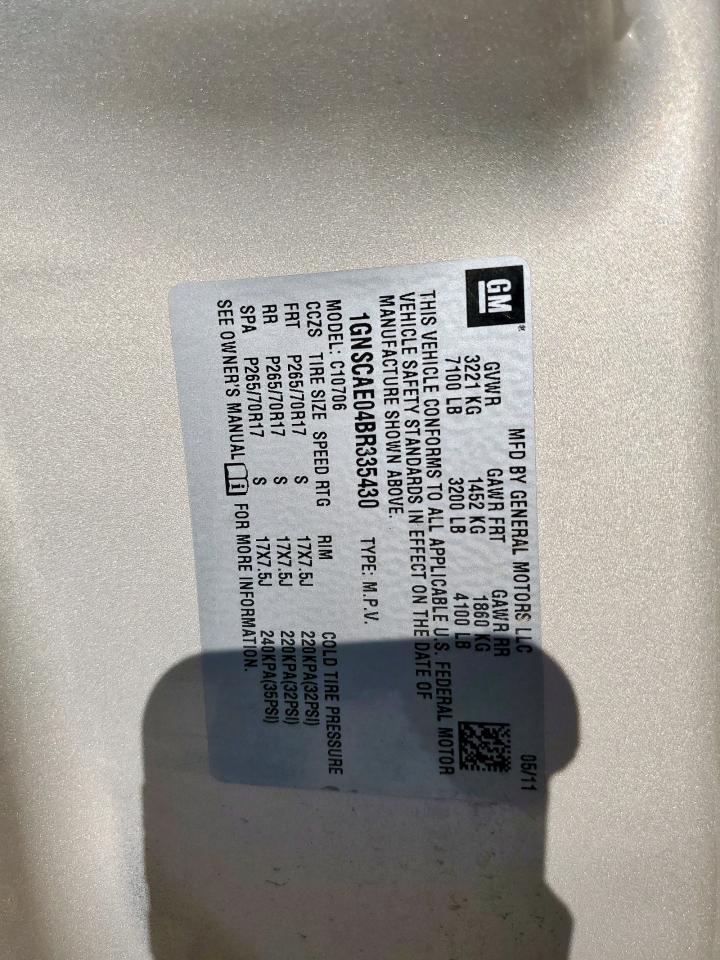 GM®
MFD BY GENERAL MOTORS LLC 05/11
GVWR GAWR FRT GAWR RR
3221 KG 1452 KG 1860 KG
7100 LB 3200 LB 4100 LB
THIS VEHICLE CONFORMS TO ALL APPLICABLE U.S. FEDERAL MOTOR
VEHICLE SAFETY STANDARDS IN EFFECT ON THE DATE OF
MANUFACTURE SHOWN ABOVE.
1GNSCAE04BR335430 TYPE: M.P.V.
MODEL: C10706
CCZS TIRE SIZE SPEED RTG RIM COLD TIRE PRESSURE
FRT P265/70R17 S 17X7.5J 220KPA(32PSI)
RR P265/70R17 S 17X7.5J 220KPA(32PSI)
SPA P265/70R17 S 17X7.5J 240KPA(35PSI)
SEE OWNER'S MANUAL i FOR MORE INFORMATION.